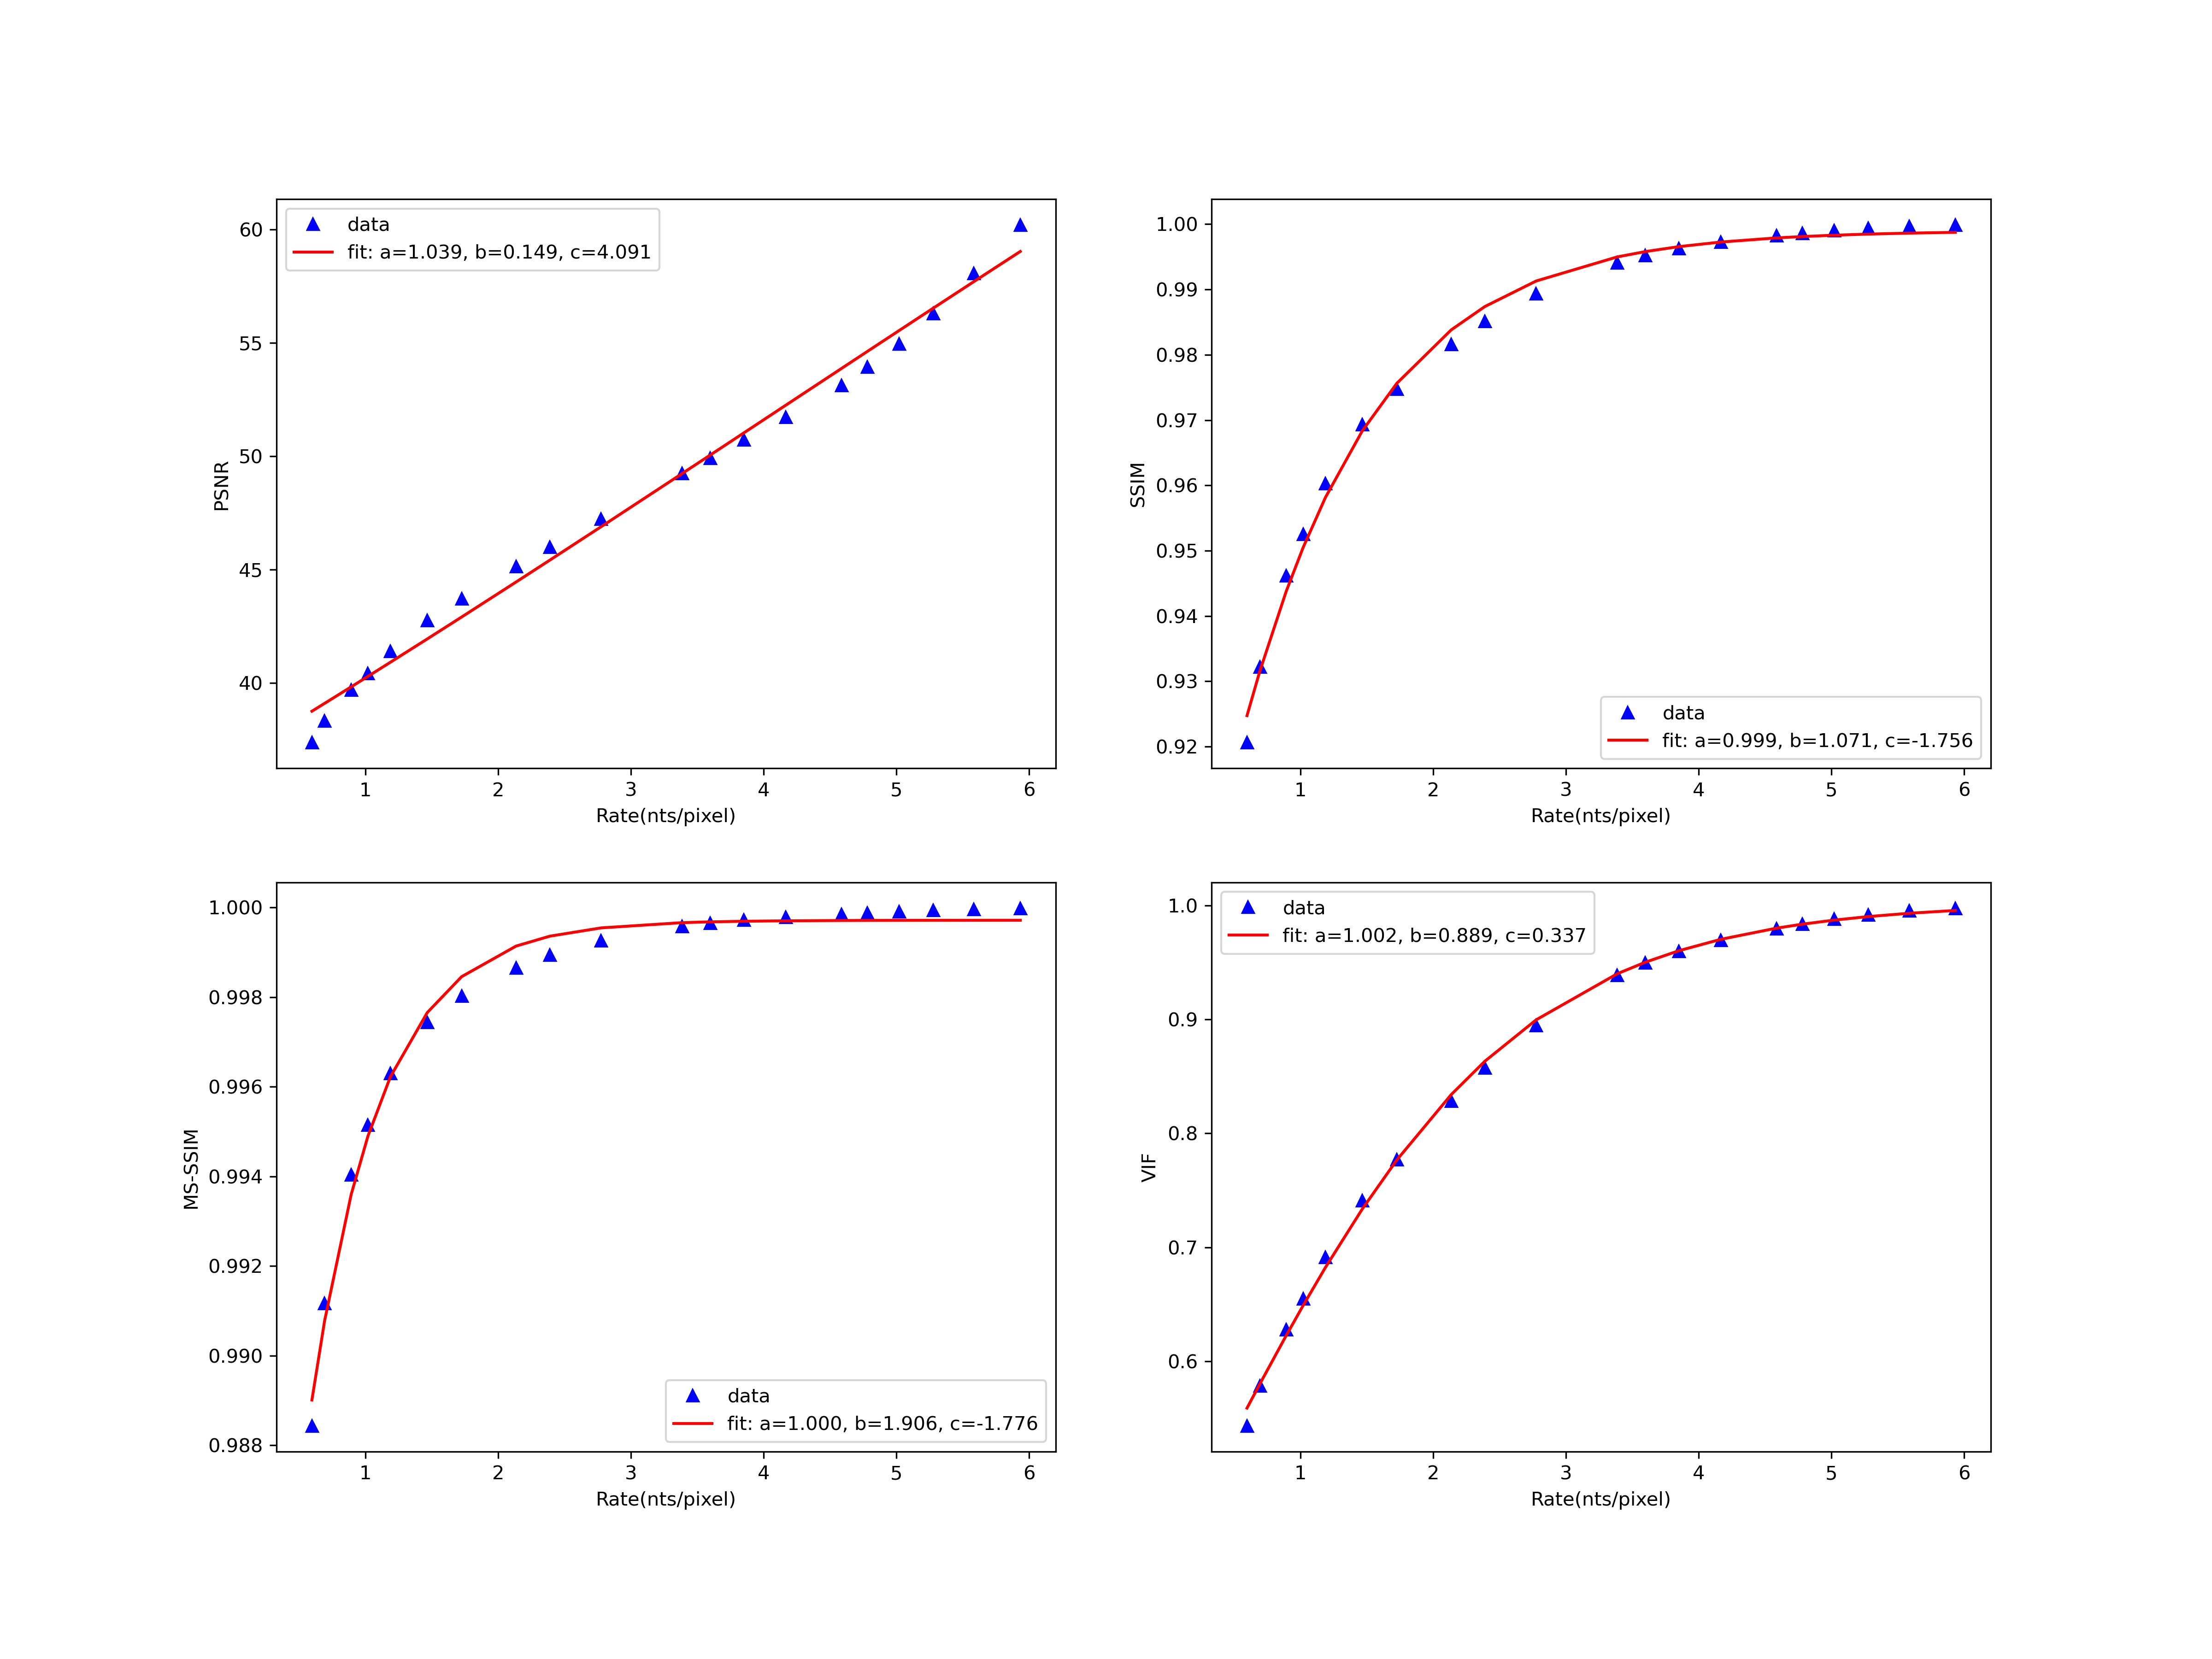 60
55
50
45
40
PSNR
data
fit: a=1.039, b=0.149, c=4.091
1 2 3 4 5 6
Rate(nts/pixel)
1.00
0.99
0.98
0.97
0.96
0.95
0.94
0.93
0.92
SSIM
data
fit: a=0.999, b=1.071, c=-1.756
1 2 3 4 5 6
Rate(nts/pixel)
1.000
0.998
0.996
0.994
0.992
0.990
0.988
MS-SSIM
data
fit: a=1.000, b=1.906, c=-1.776
1 2 3 4 5 6
Rate(nts/pixel)
1.0
0.9
0.8
0.7
0.6
VIF
data
fit: a=1.002, b=0.889, c=0.337
1 2 3 4 5 6
Rate(nts/pixel)